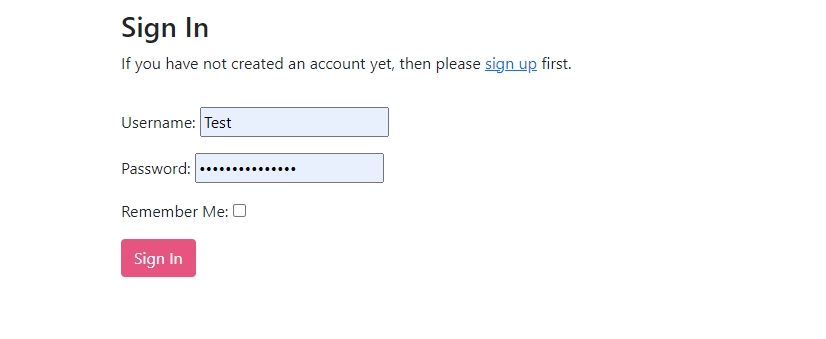 Sign In
If you have not created an account yet, then please sign up first.
Username: Test
Password: •••••••••••••••
Remember Me:
Sign In